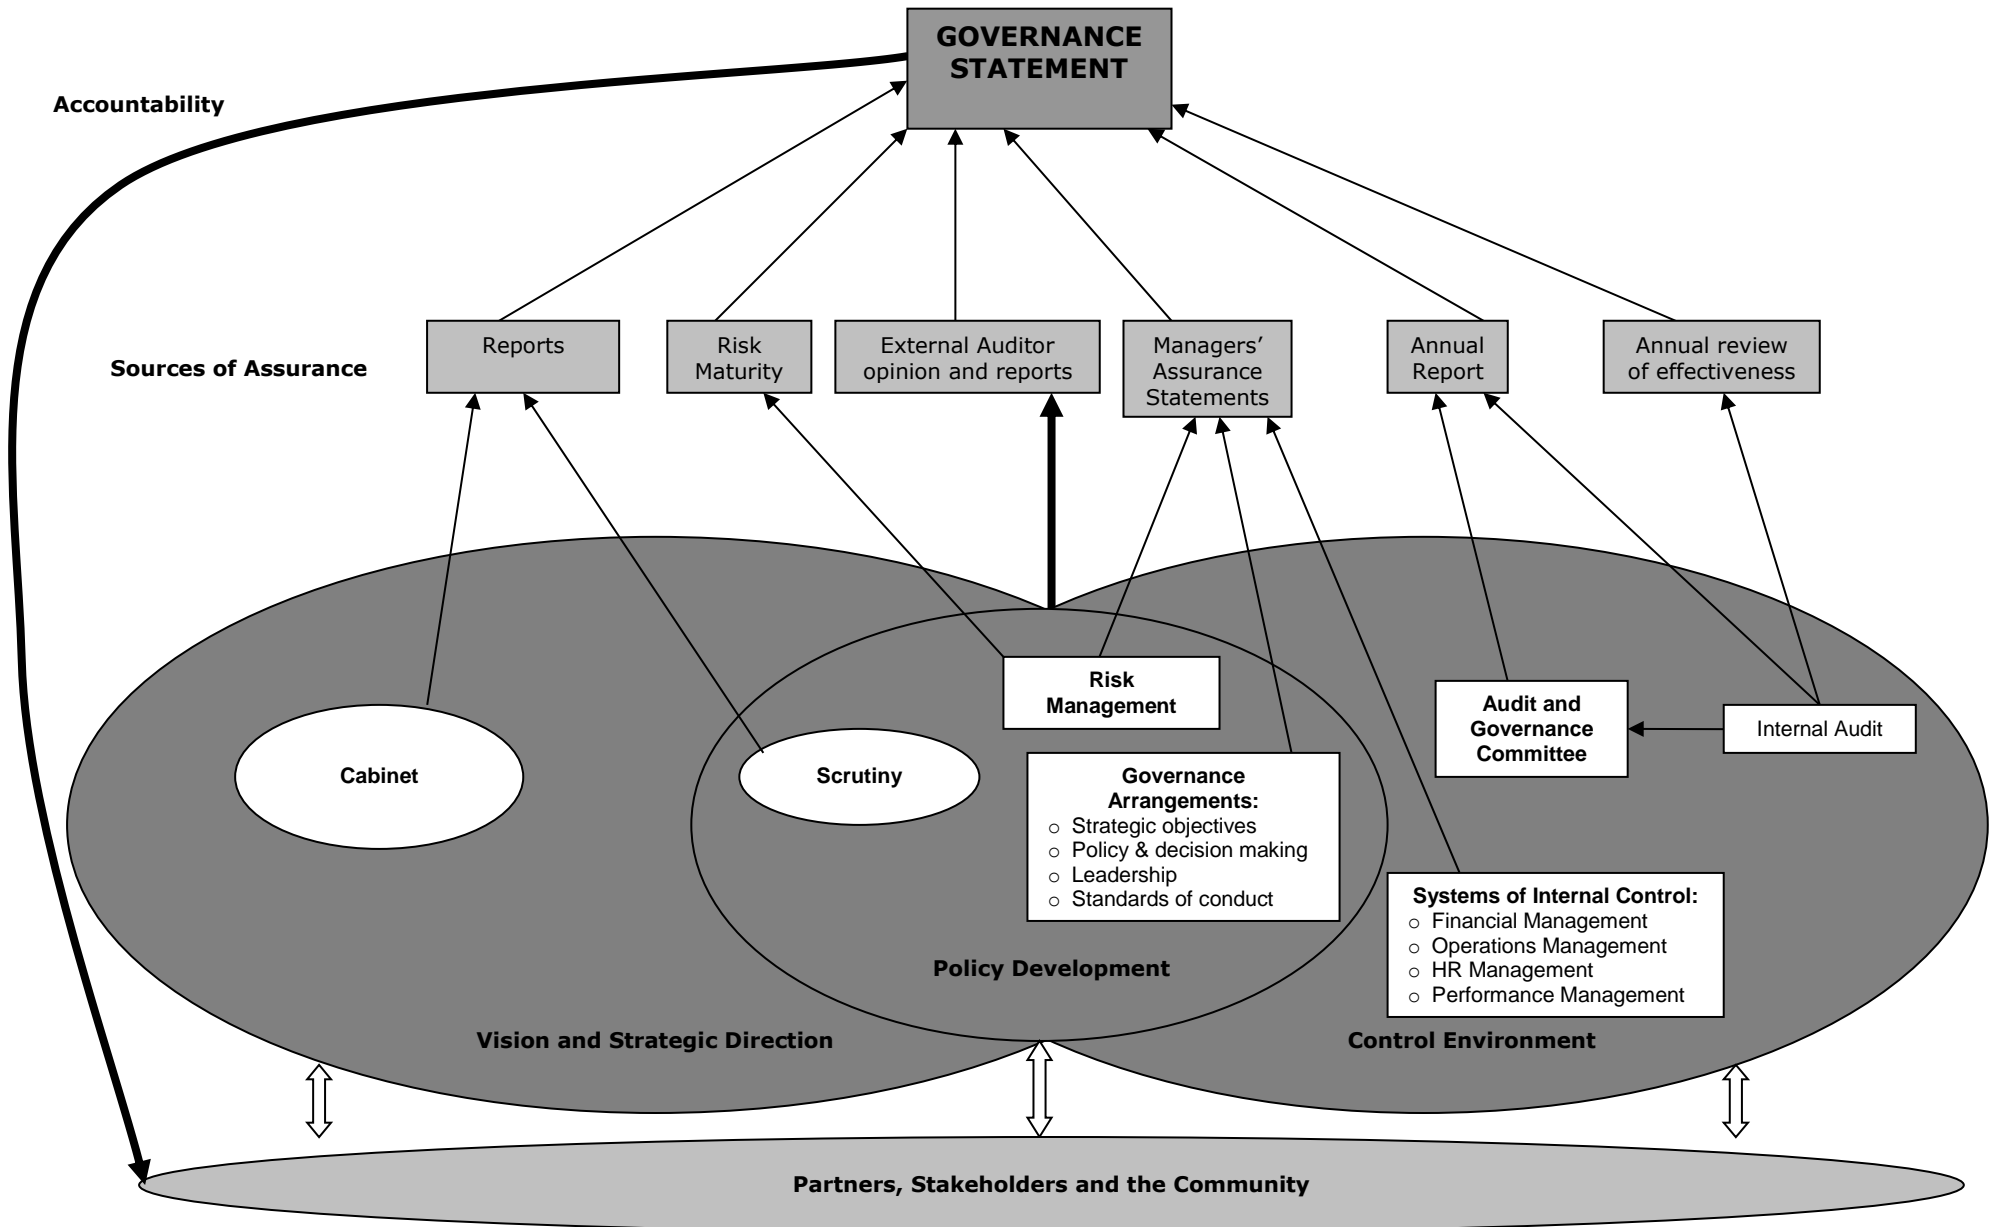 GOVERNANCE
STATEMENT
Accountability
Sources of Assurance
Reports
Risk
Maturity
External Auditor
opinion and reports
Managers’
Assurance
Statements
Annual
Report
Annual review
of effectiveness
Risk
Management
Cabinet
Scrutiny
Governance
Arrangements:
○ Strategic objectives
○ Policy & decision making
○ Leadership
○ Standards of conduct
Audit and
Governance
Committee
Internal Audit
Systems of Internal Control:
○ Financial Management
○ Operations Management
○ HR Management
○ Performance Management
Policy Development
Vision and Strategic Direction
Control Environment
Partners, Stakeholders and the Community